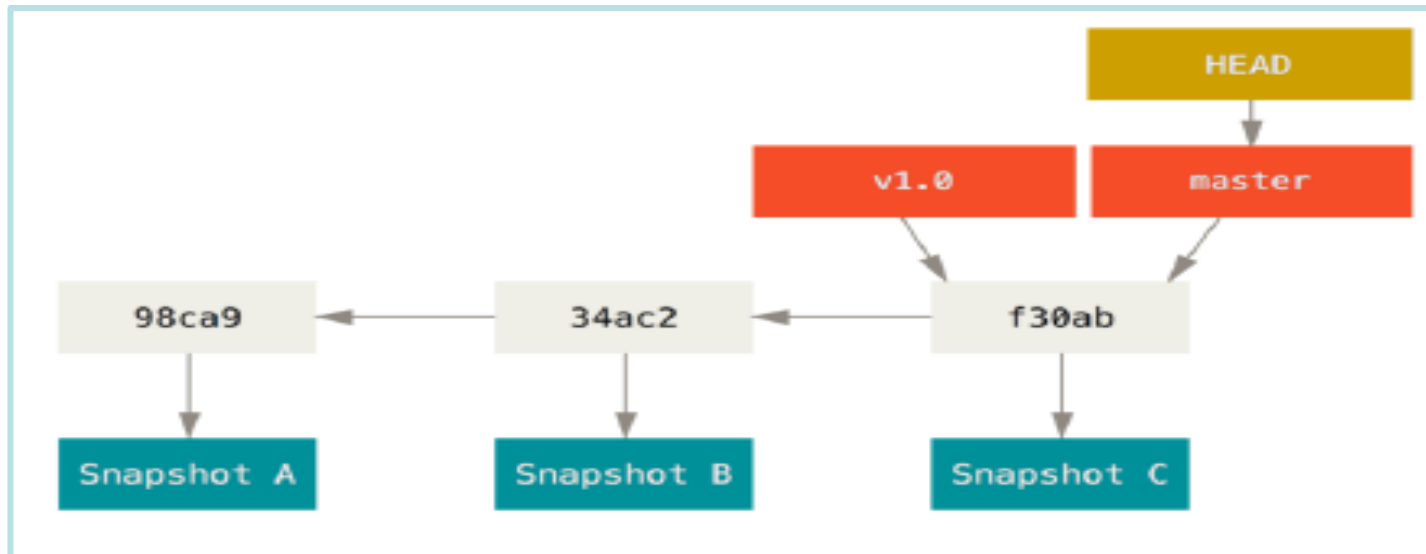 HEAD
v1.0
master
98ca9
34ac2
f30ab
Snapshot A
Snapshot B
Snapshot C